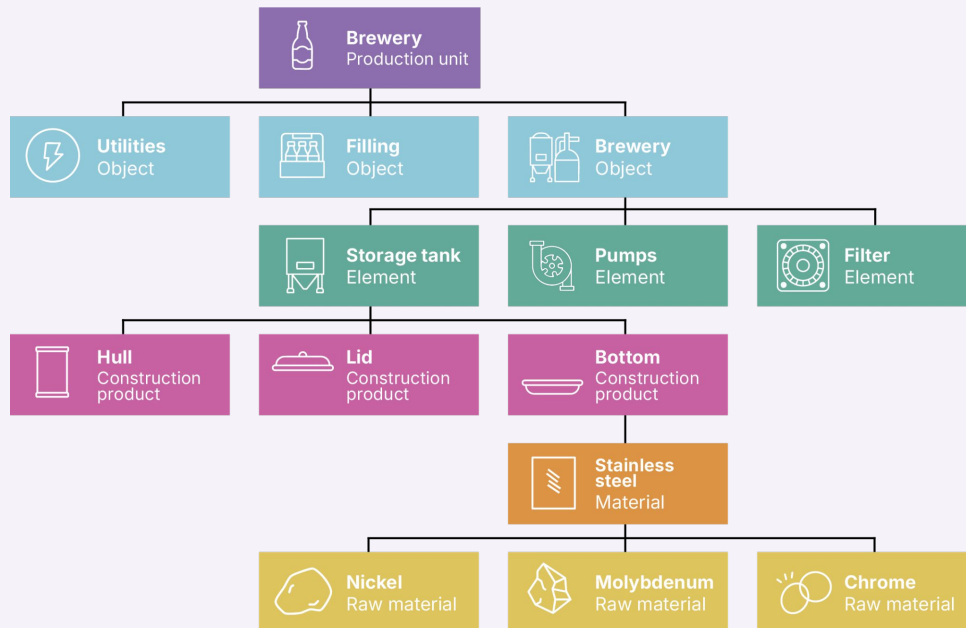 Brewery
Production unit
Utilities
Object
Filling
Object
Brewery
Object
Storage tank
Element
Pumps
Element
Filter
Element
Hull
Construction
product
Lid
Construction
product
Bottom
Construction
product
Stainless
steel
Material
Nickel
Raw material
Molybdenum
Raw material
Chrome
Raw material